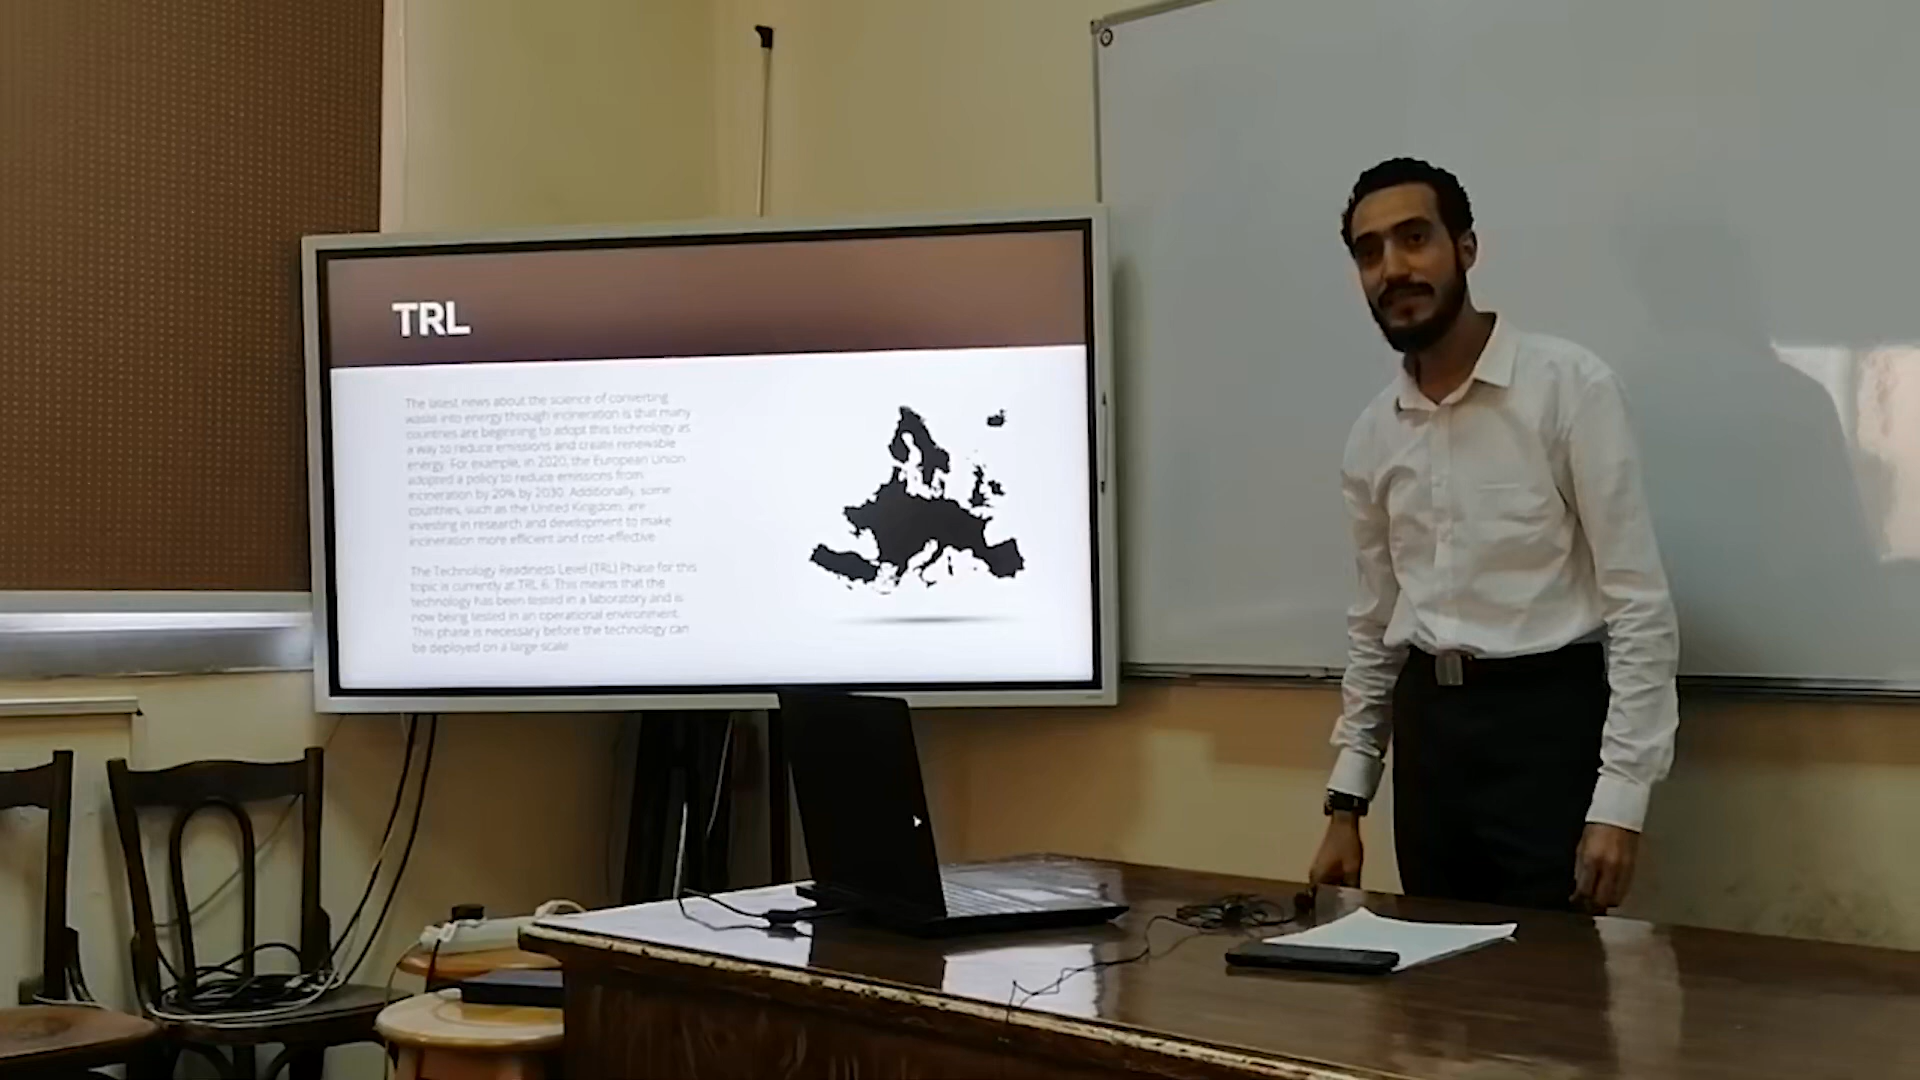 TRL
The latest news about the science of converting
waste into energy through incineration is that many
countries are beginning to adopt this technology as
a way to reduce emissions and create renewable
energy. For example, in 2020, the European Union
adopted a policy to reduce emissions from
incineration by 20% by 2030. Additionally, some
countries, such as the United Kingdom, are
investing in research and development to make
incineration more efficient and cost-effective
The Technology Readiness Level (TRL) Phase for this
topic is currently at TRL 6. This means that the
technology has been tested in a laboratory and is
now being tested in an operational environment.
This phase is necessary before the technology can
be deployed on a large scale